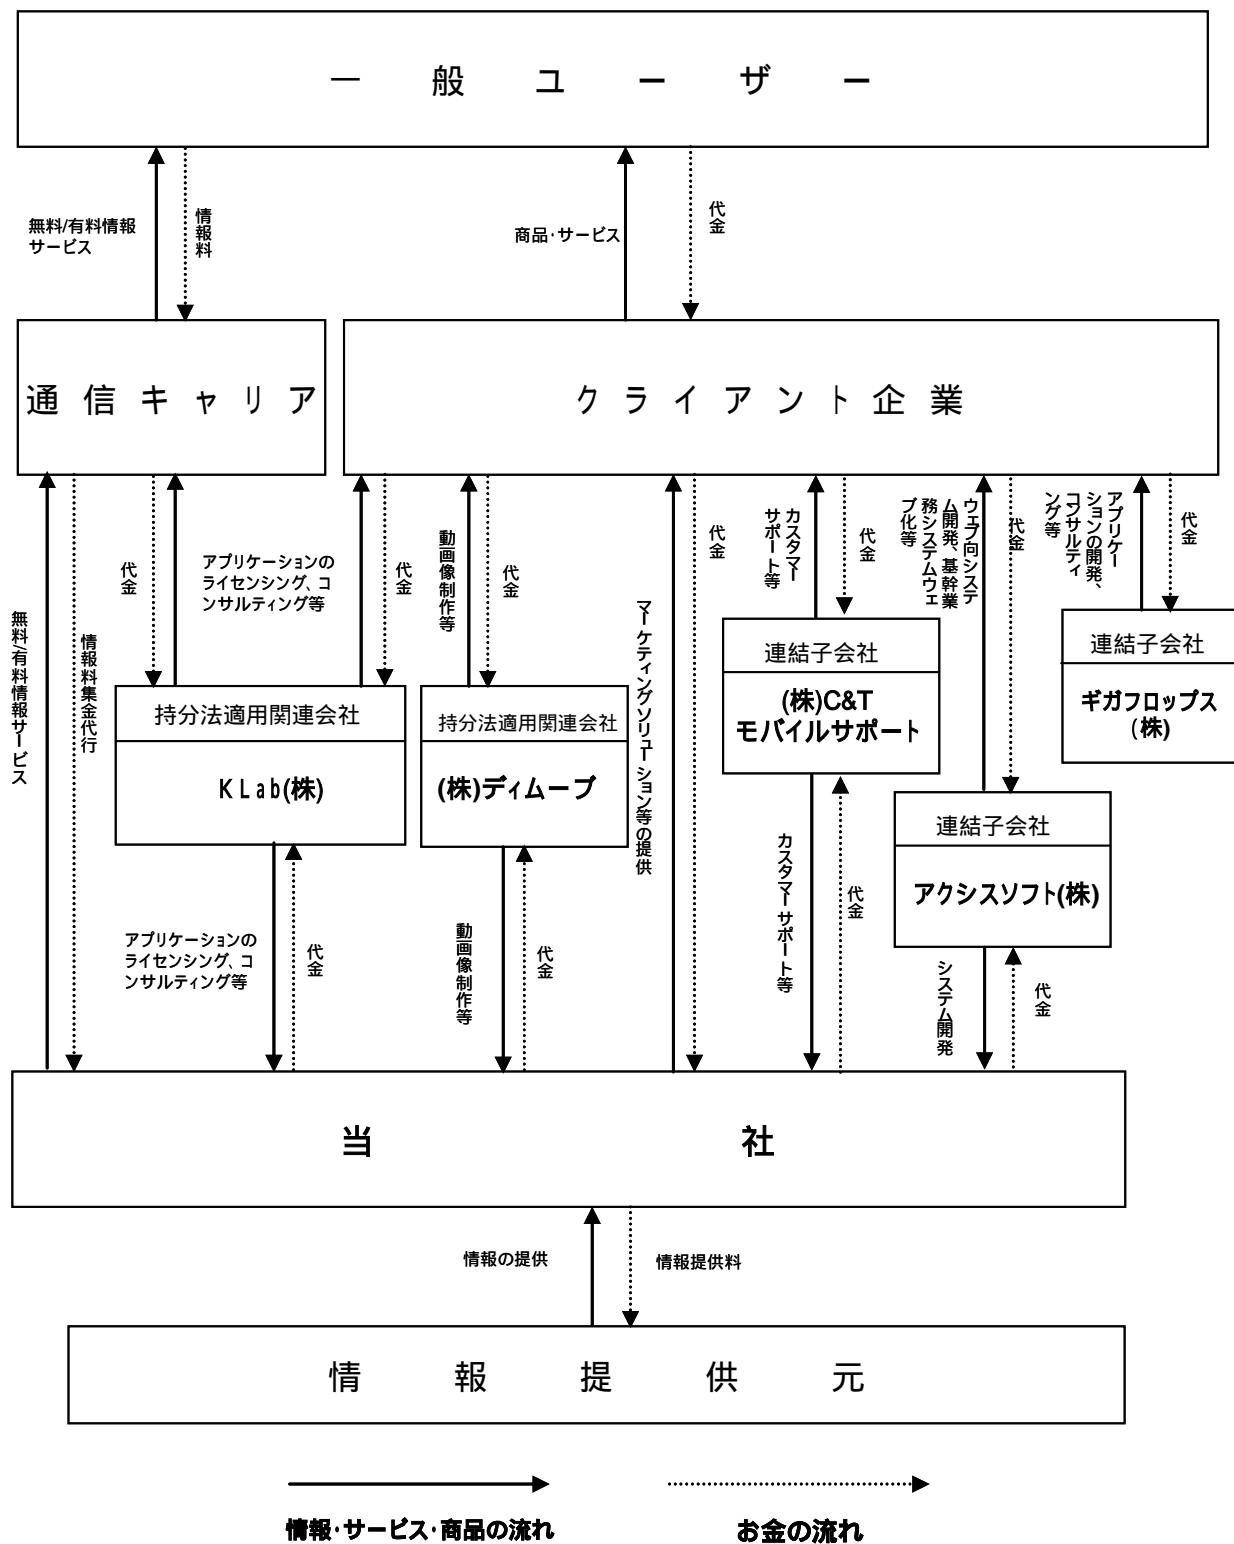 一般ユーザー
無料/有料情報
サービス
情報料
商品・サービス
代金
通信キャリア
クライアント企業
無料/有料情報サービス
情報料集金代行
代金
アプリケーションの
ライセンシング、コ
ンサルティング等
代金
動画像制作等
代金
マーケティングソリューション等の提供
代金
カスタマー
サポート等
代金
ウェブ向システ
ム開発、基幹業
務システムウェ
ブ化等
代金
アプリケー
ションの開発、
コンサルティ
ング等
代金
持分法適用関連会社
KLab(株)
持分法適用関連会社
(株)ディムーブ
連結子会社
(株)C&T
モバイルサポート
連結子会社
ギガフロップス
(株)
連結子会社
アクシスソフト(株)
アプリケーションの
ライセンシング、コ
ンサルティング等
代金
動画像制作等
代金
カスタマーサポート等
代金
システム開発
代金
当社
情報の提供
情報提供料
情報提供元
情報・サービス・商品の流れ
お金の流れ